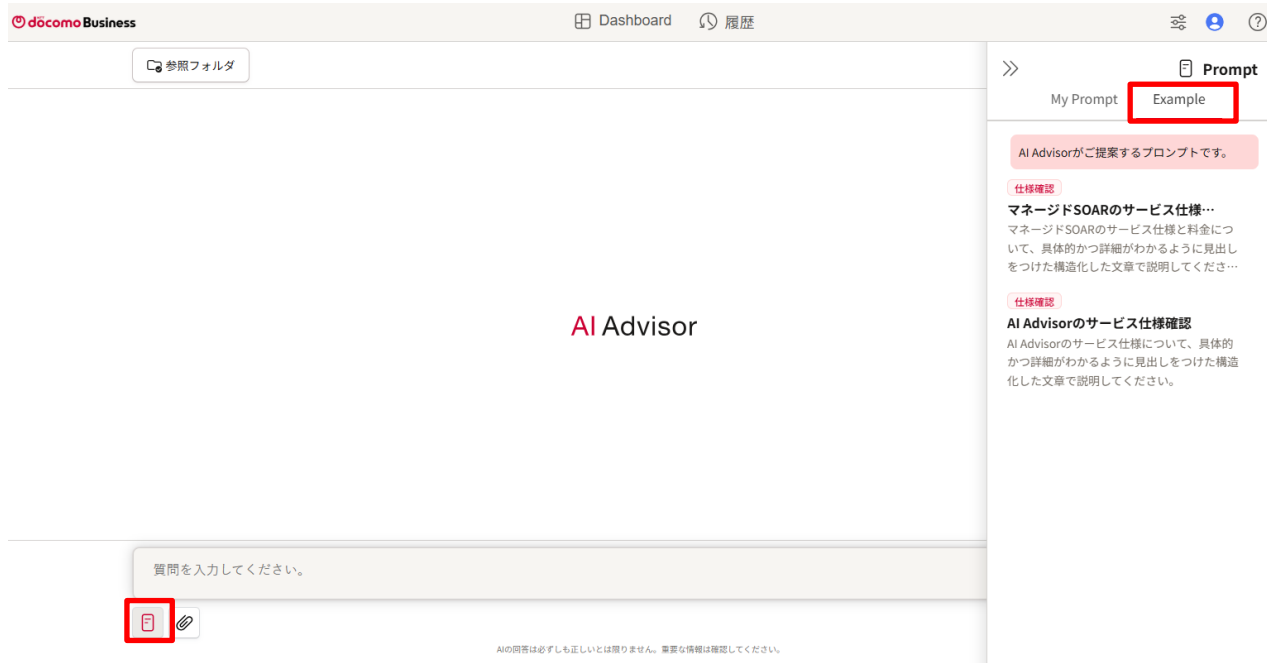 döcomo Business
Dashboard
履歴
参照フォルダ
Prompt
My Prompt
Example
AI Advisorがご提案するプロンプトです。
仕様確認
マネージドSOARのサービス仕様…
マネージドSOARのサービス仕様と料金につ
いて、具体的かつ詳細がわかるように見出し
をつけた構造化した文章で説明してくださ…
仕様確認
AI Advisorのサービス仕様確認
AI Advisorのサービス仕様について、具体的
かつ詳細がわかるように見出しをつけた構造
化した文章で説明してください。
AI Advisor
質問を入力してください。
AIの回答は必ずしも正しいとは限りません。重要な情報は確認してください。